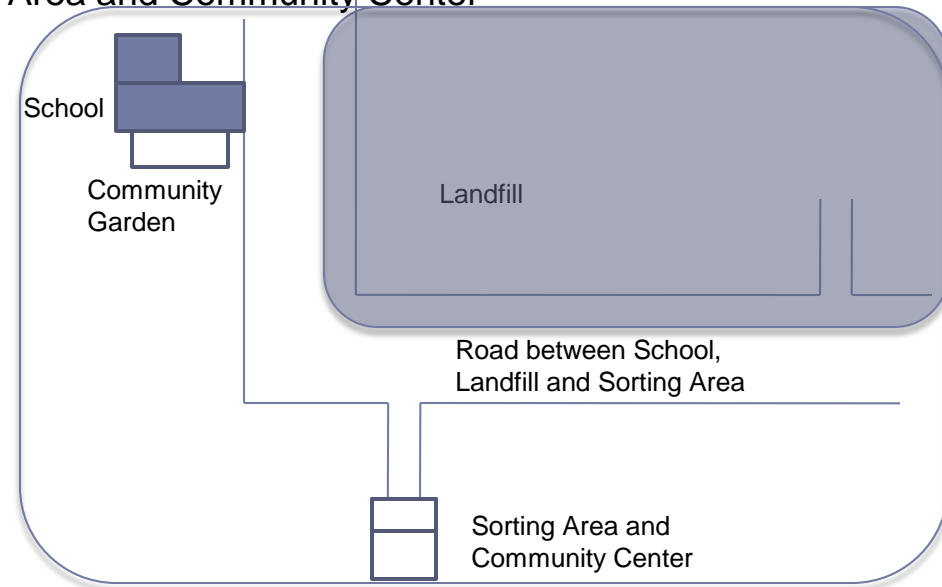 Area and Community Center
School
Community
Garden
Landfill
Road between School,
Landfill and Sorting Area
Sorting Area and
Community Center